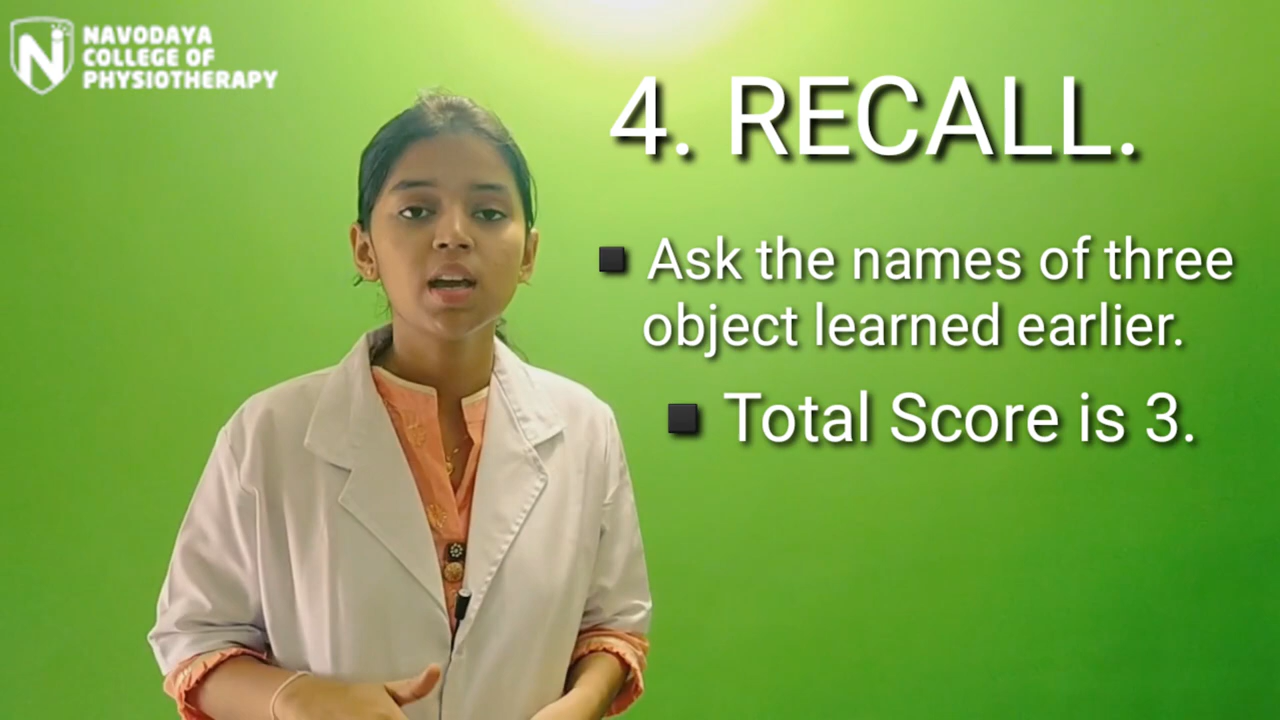 NAVODAYA
COLLEGE OF
PHYSIOTHERAPY
4. RECALL.
▪ Ask the names of three
object learned earlier.
▪ Total Score is 3.